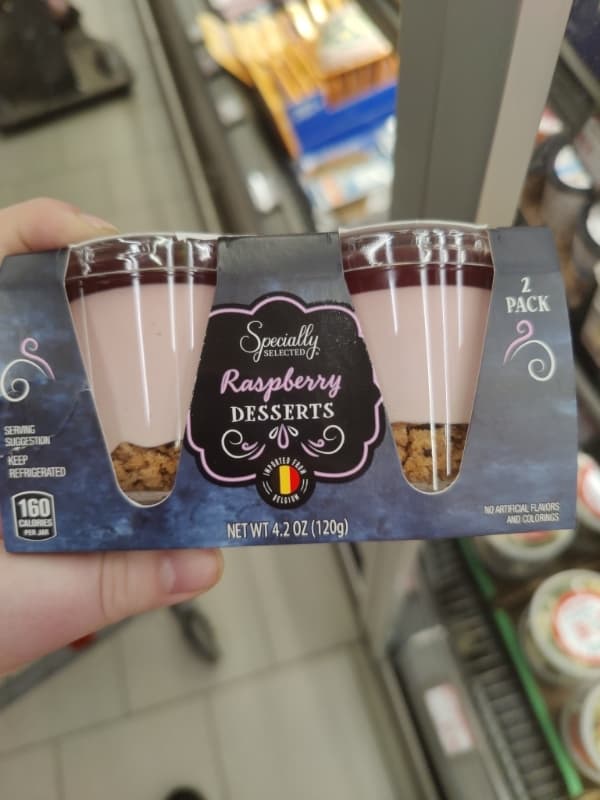 2
PACK
Specially
SELECTED
Raspberry
DESSERTS
IMPORTED FROM
BELGIUM
SERVING
SUGGESTION
KEEP
REFRIGERATED
160
CALORIES
PER JAR
NET WT 4.2 OZ (120g)
NO ARTIFICIAL FLAVORS
AND COLORINGS